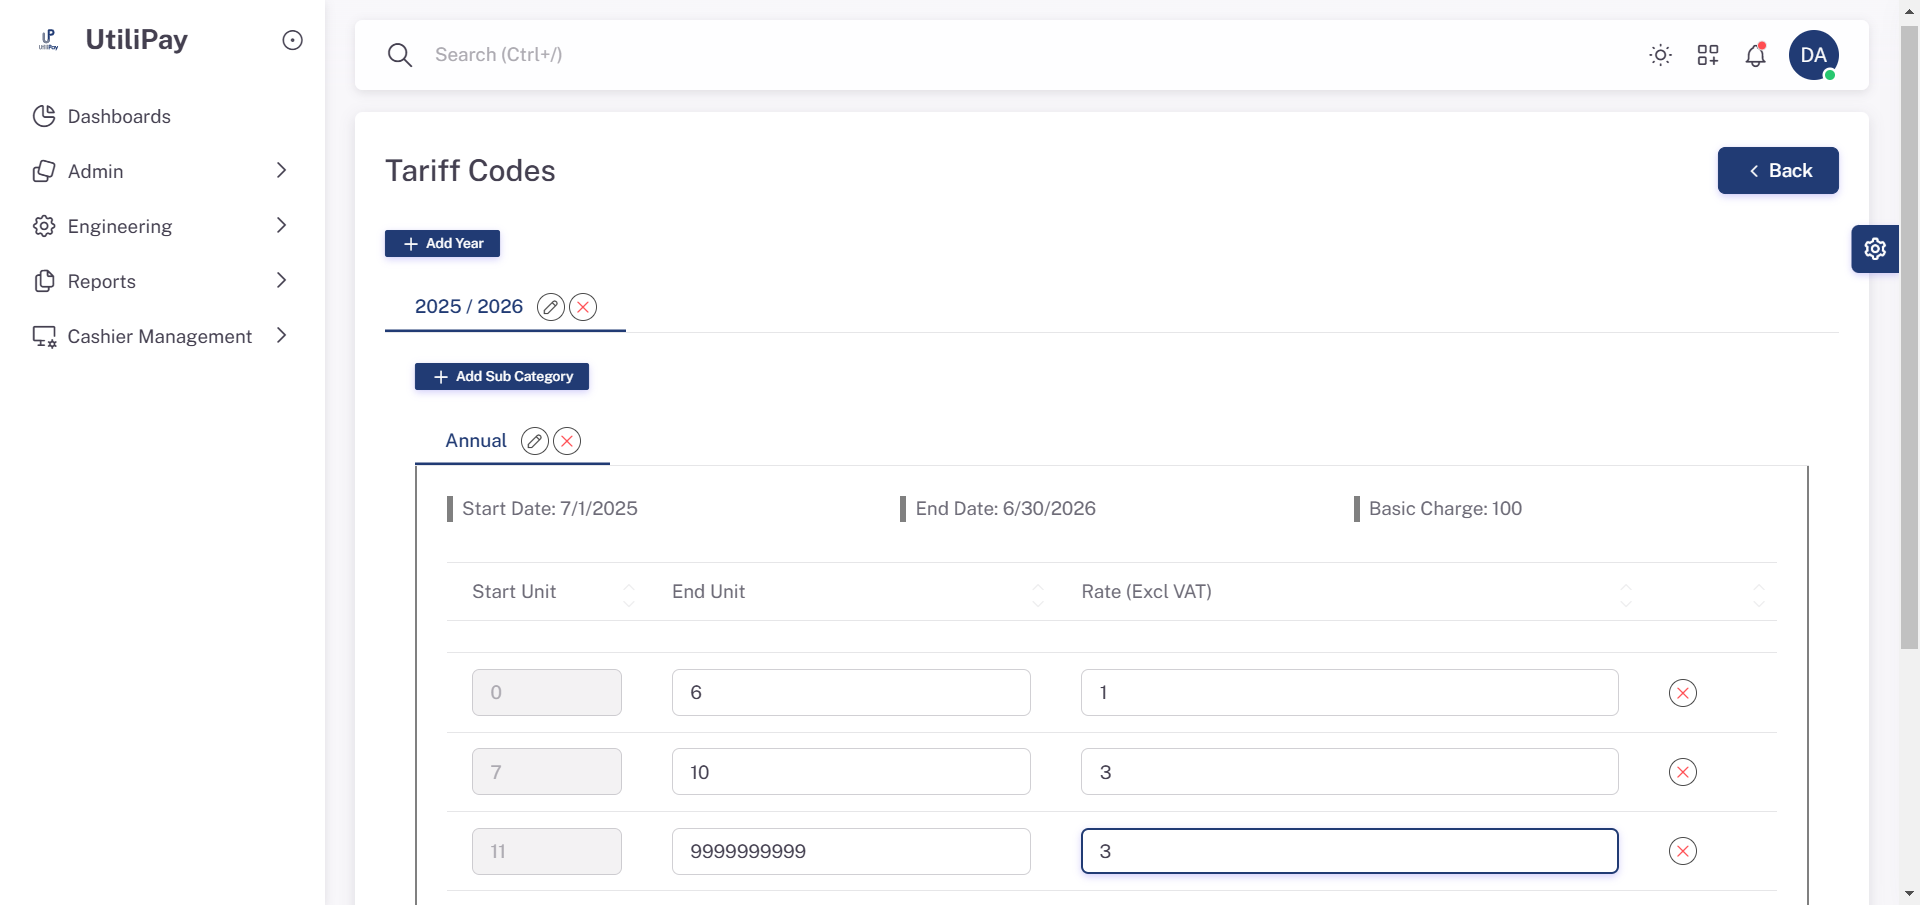 UP
UtiliPay
UtiliPay
Search (Ctrl+/)
DA
Dashboards
Admin
Engineering
Reports
Cashier Management
Tariff Codes
Back
Add Year
2025 / 2026
Add Sub Category
Annual
Start Date: 7/1/2025
End Date: 6/30/2026
Basic Charge: 100
Start Unit
End Unit
Rate (Excl VAT)
0
6
1
7
10
3
11
9999999999
3